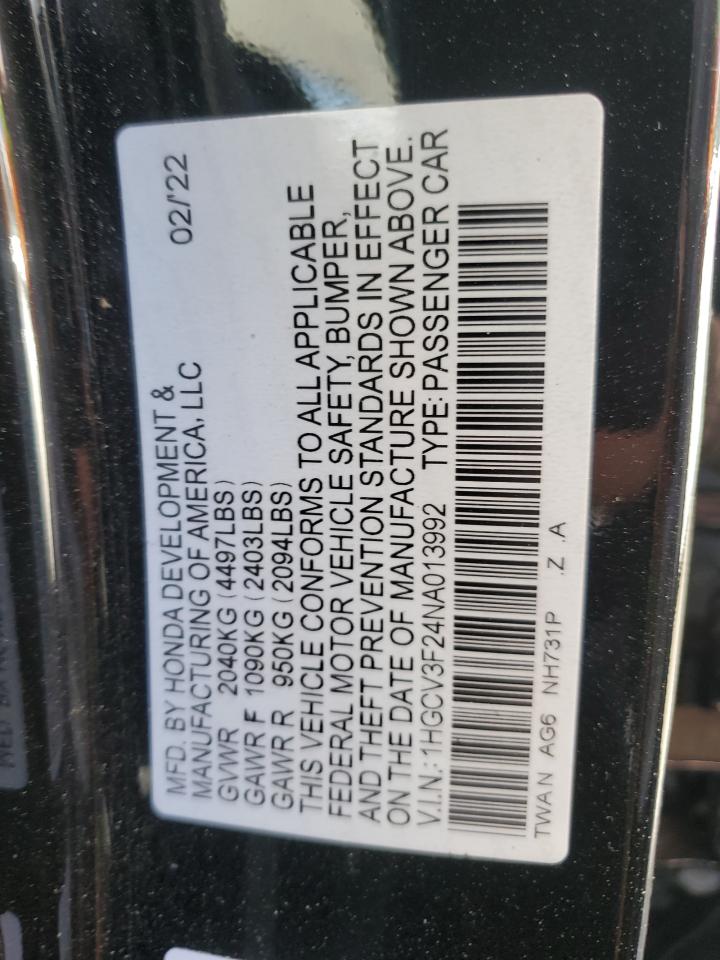 MFD. BY HONDA DEVELOPMENT & 02/'22
MANUFACTURING OF AMERICA, LLC
GVWR 2040KG (4497LBS)
GAWR F 1090KG (2403LBS)
GAWR R 950KG (2094LBS)
THIS VEHICLE CONFORMS TO ALL APPLICABLE
FEDERAL MOTOR VEHICLE SAFETY, BUMPER,
AND THEFT PREVENTION STANDARDS IN EFFECT
ON THE DATE OF MANUFACTURE SHOWN ABOVE.
V.I.N.: 1HGCV3F24NA013992 TYPE: PASSENGER CAR
TWAN AG6 NH731P .Z .A